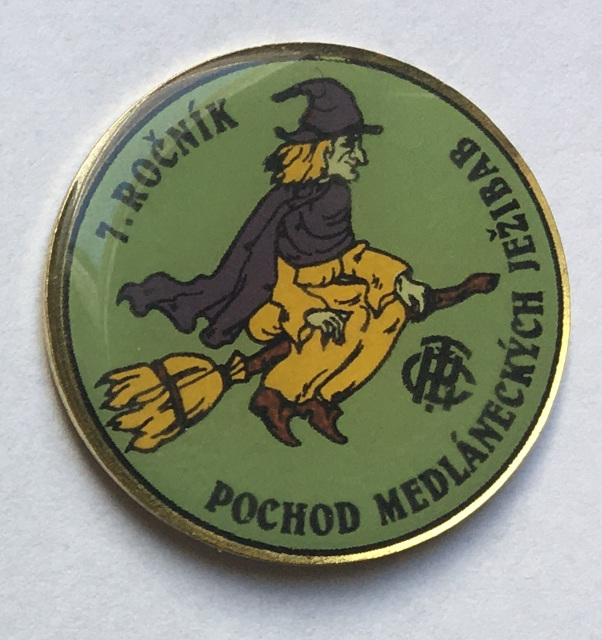 7. ROČNÍK
POCHOD MEDLÁNECKÝCH JEŽIBAB